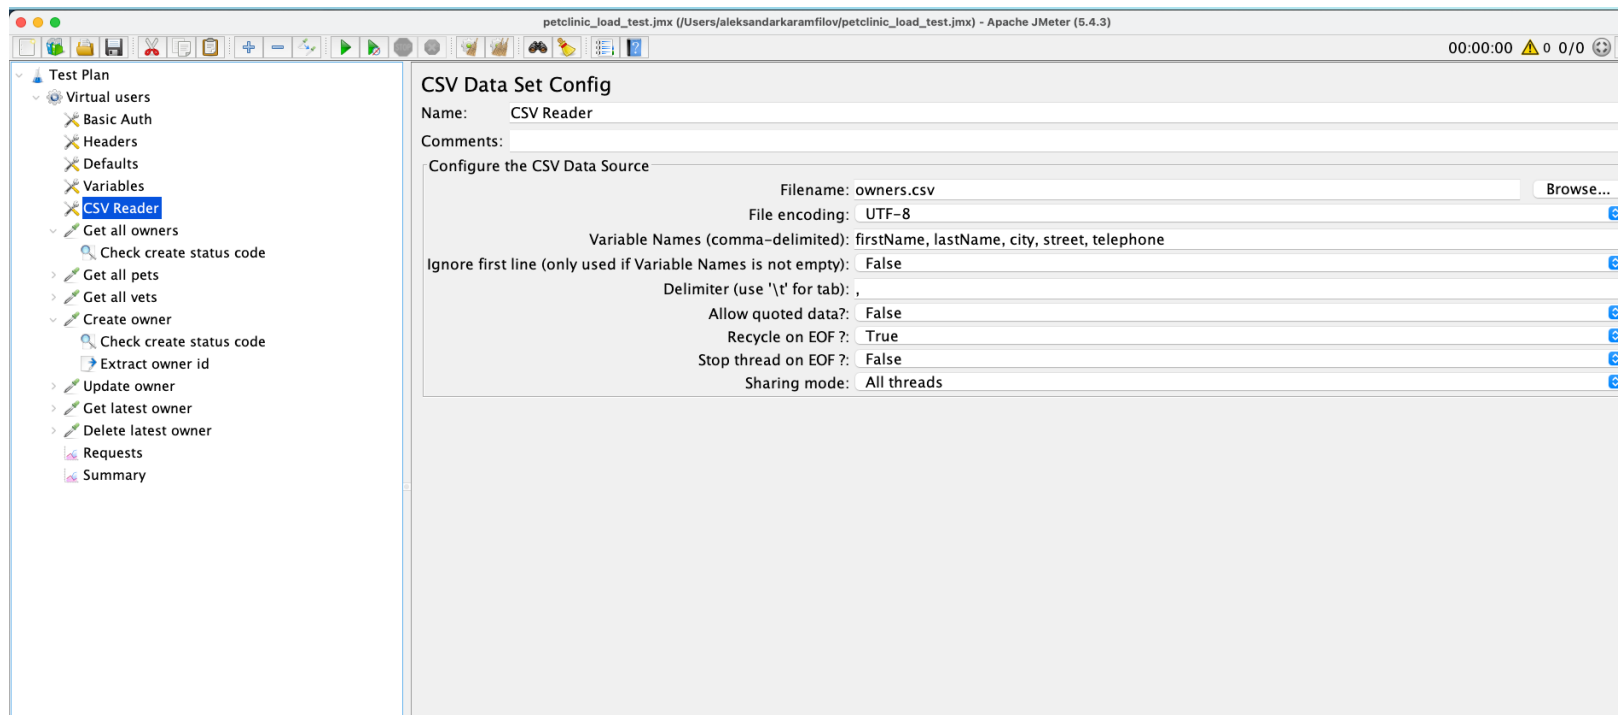 petclinic_load_test.jmx (/Users/aleksandarkaramfilov/petclinic_load_test.jmx) - Apache JMeter (5.4.3)
00:00:00 0 0/0
Test Plan
Virtual users
Basic Auth
Headers
Defaults
Variables
CSV Reader
Get all owners
Check create status code
Get all pets
Get all vets
Create owner
Check create status code
Extract owner id
Update owner
Get latest owner
Delete latest owner
Requests
Summary
CSV Data Set Config
Name: CSV Reader
Comments:
Configure the CSV Data Source
Filename: owners.csv Browse...
File encoding: UTF-8
Variable Names (comma-delimited): firstName, lastName, city, street, telephone
Ignore first line (only used if Variable Names is not empty): False
Delimiter (use '\t' for tab): ,
Allow quoted data?: False
Recycle on EOF ?: True
Stop thread on EOF ?: False
Sharing mode: All threads